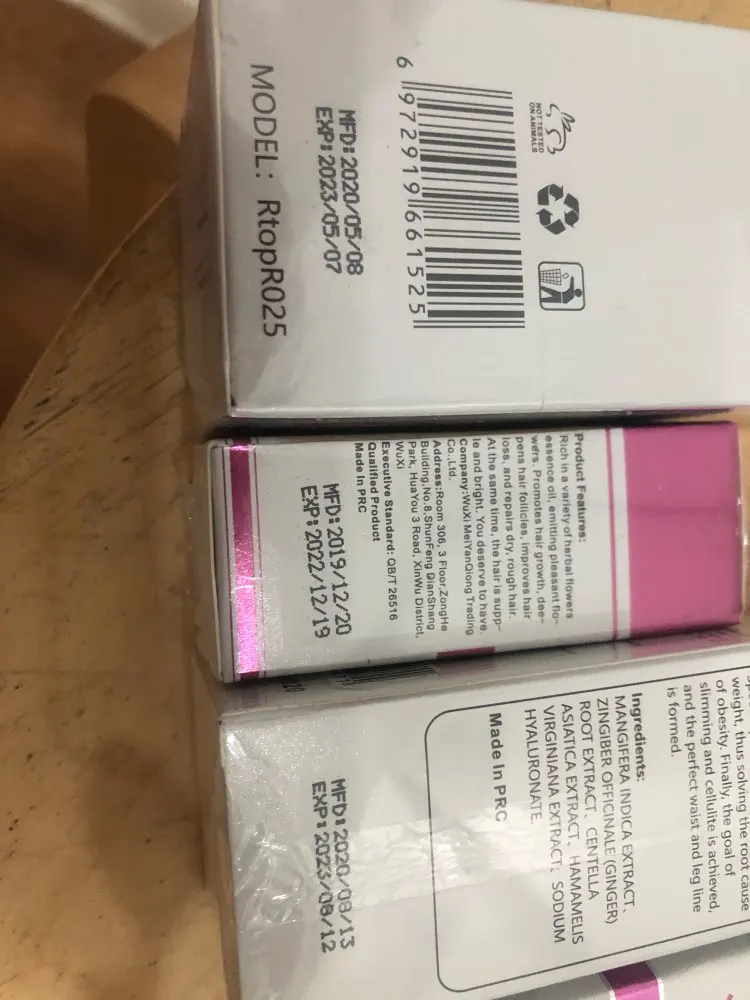 NOT TESTED
ON ANIMALS
6 972919 661525
MFD:2020/05/08
EXP:2023/05/07
MODEL: RtopR025
Product Features:
Rich in a variety of herbal flowers
essence oil, emitting pleasant flo-
wers. Promotes hair growth, dee-
pens hair follicles, improves hair
loss, and repairs dry, rough hair.
At the same time, the hair is supp-
le and bright. You deserve to have.
Company:WuXi MeiYanQiong Trading
Co.,Ltd.
Address:Room 306, 3 Floor,ZongHe
Building,No.8,ShunFeng DianShang
Park, HuaYou 3 Road, XinWu District,
WuXi
Executive Standard: QB/T 26516
Qualified Product
Made In PRC
MFD:2019/12/20
EXP:2022/12/19
weight, thus solving the root cause
of obesity. Finally, the goal of
slimming and cellulite is achieved,
and the perfect waist and leg line
is formed.
Ingredients:
MANGIFERA INDICA EXTRACT、
ZINGIBER OFFICINALE (GINGER)
ROOT EXTRACT、CENTELLA
ASIATICA EXTRACT、HAMAMELIS
VIRGINIANA EXTRACT、SODIUM
HYALURONATE.
Made In PRC
MFD:2020/08/13
EXP:2023/08/12